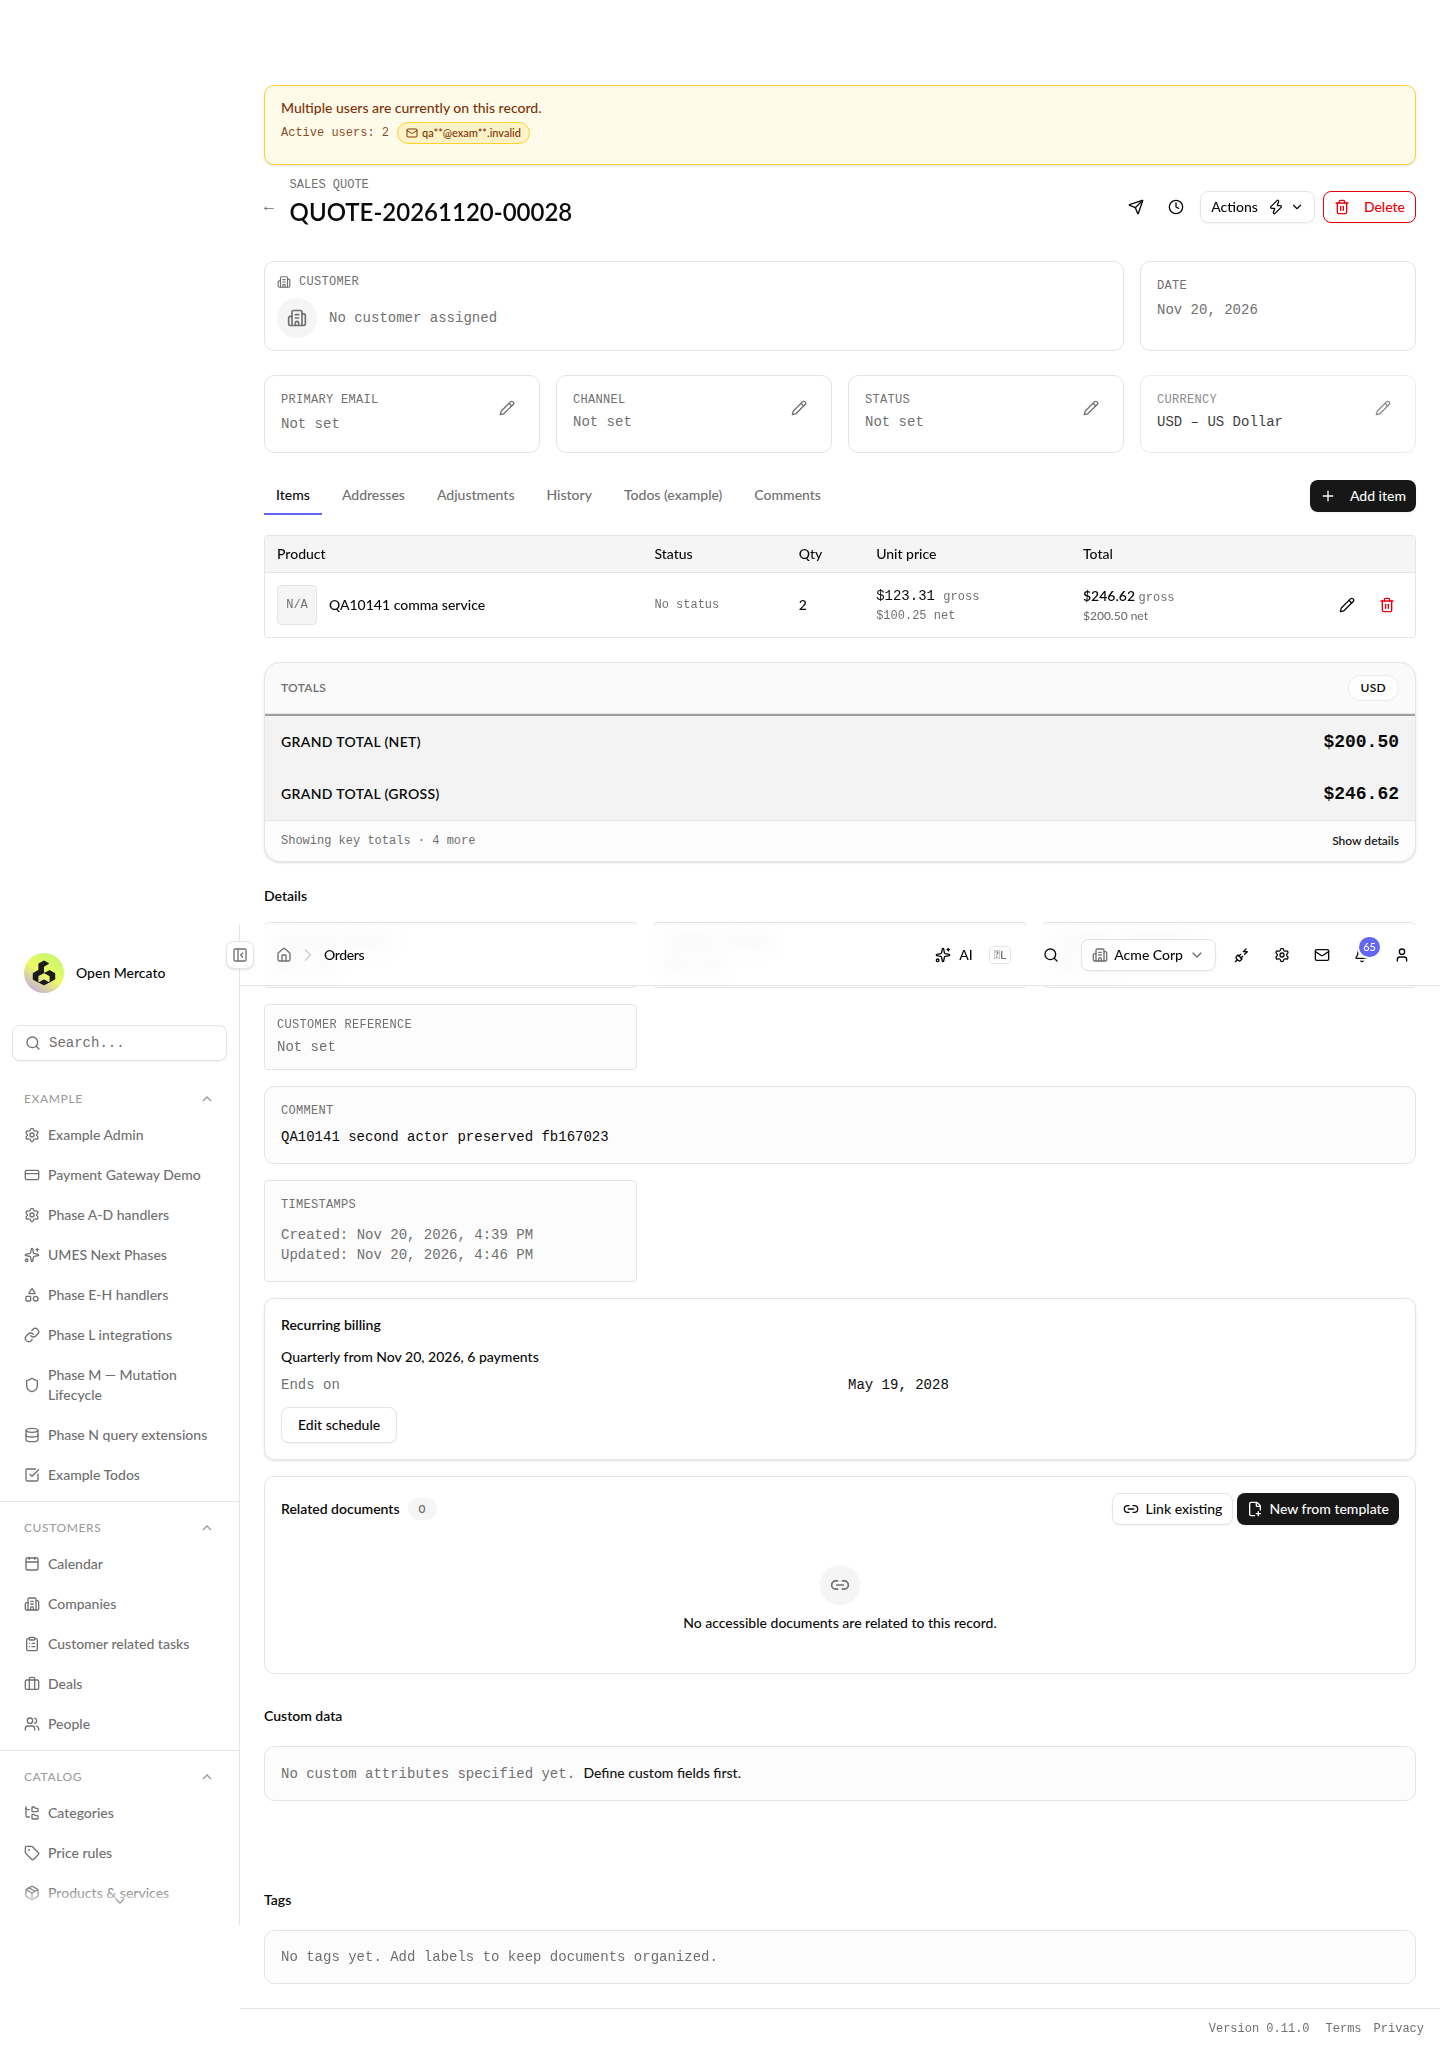 Multiple users are currently on this record.
Active users: 2 qa**@exam**.invalid
SALES QUOTE
← QUOTE-20261120-00028
Actions
Delete
CUSTOMER
No customer assigned
DATE
Nov 20, 2026
PRIMARY EMAIL
Not set
CHANNEL
Not set
STATUS
Not set
CURRENCY
USD – US Dollar
Items Addresses Adjustments History Todos (example) Comments
Add item
Product Status Qty Unit price Total
N/A QA10141 comma service No status 2 $123.31 gross $246.62 gross
$100.25 net $200.50 net
TOTALS USD
GRAND TOTAL (NET) $200.50
GRAND TOTAL (GROSS) $246.62
Showing key totals · 4 more Show details
Details
Open Mercato
Orders
AI
L
Acme Corp
65
Search...
EXAMPLE
Example Admin
Payment Gateway Demo
Phase A-D handlers
UMES Next Phases
Phase E-H handlers
Phase L integrations
Phase M — Mutation
Lifecycle
Phase N query extensions
Example Todos
CUSTOMERS
Calendar
Companies
Customer related tasks
Deals
People
CATALOG
Categories
Price rules
Products & services
CUSTOMER REFERENCE
Not set
COMMENT
QA10141 second actor preserved fb167023
TIMESTAMPS
Created: Nov 20, 2026, 4:39 PM
Updated: Nov 20, 2026, 4:46 PM
Recurring billing
Quarterly from Nov 20, 2026, 6 payments
Ends on May 19, 2028
Edit schedule
Related documents 0
Link existing
New from template
No accessible documents are related to this record.
Custom data
No custom attributes specified yet. Define custom fields first.
Tags
No tags yet. Add labels to keep documents organized.
Version 0.11.0 Terms Privacy